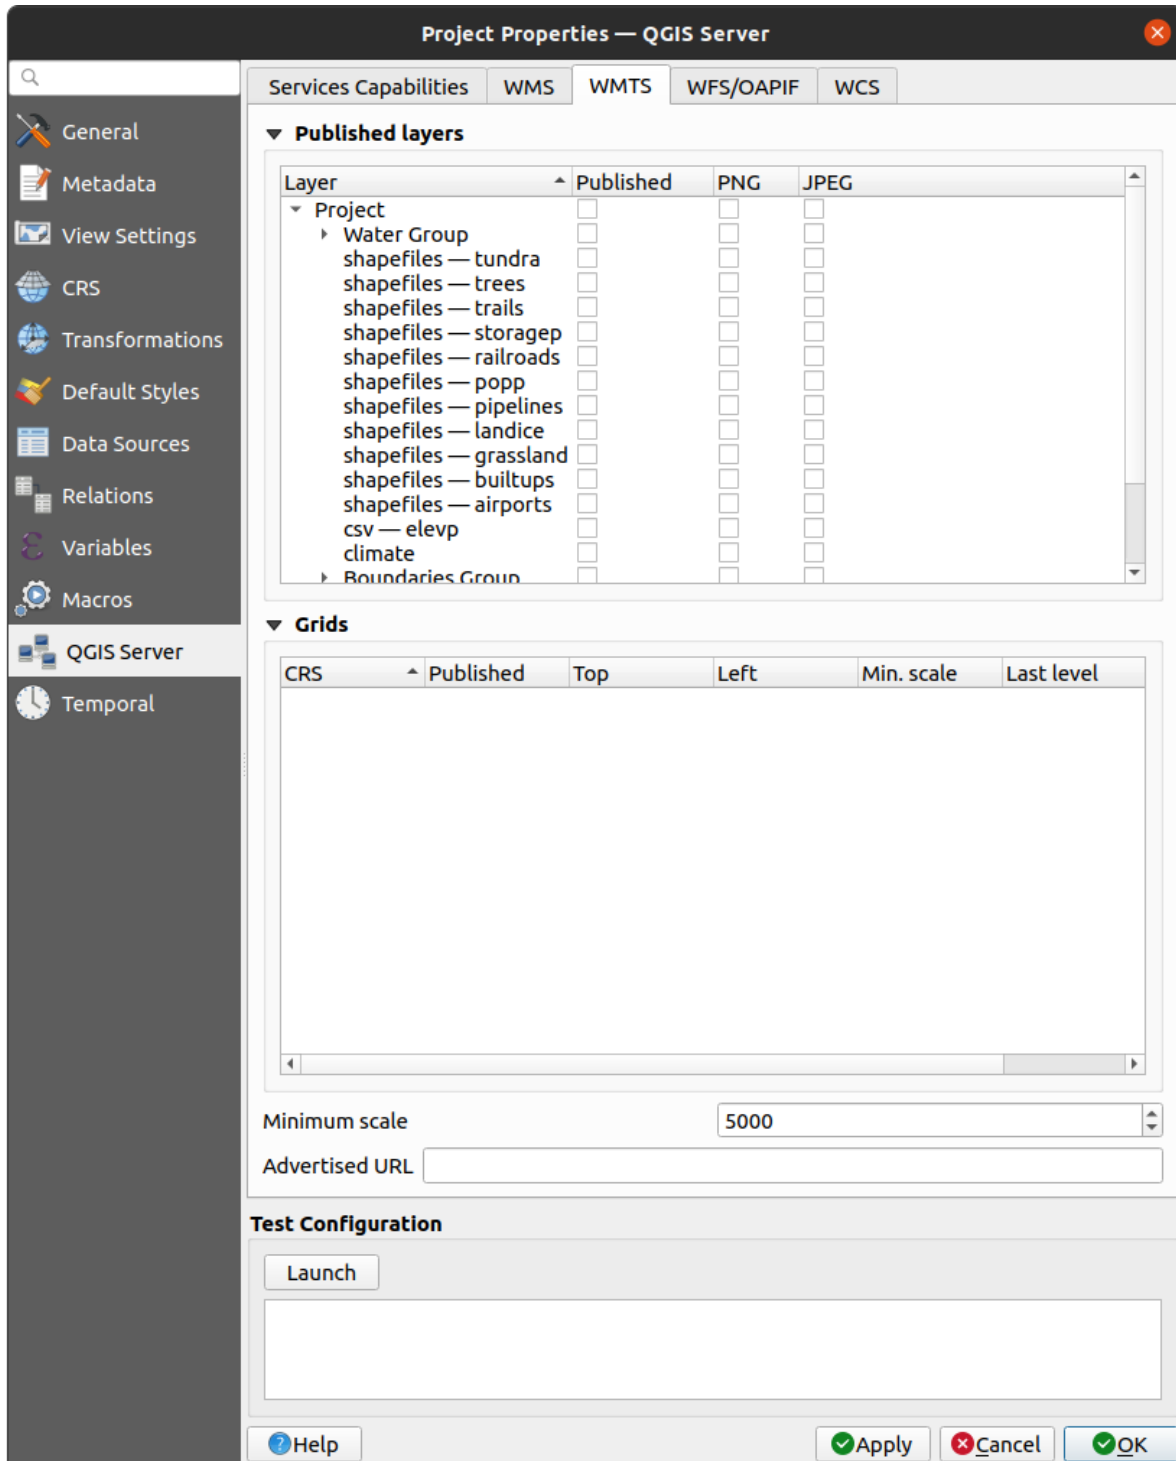 Project Properties — QGIS Server
General
Metadata
View Settings
CRS
Transformations
Default Styles
Data Sources
Relations
Variables
Macros
QGIS Server
Temporal
Services Capabilities WMS WMTS WFS/OAPIF WCS
Published layers
Layer Published PNG JPEG
Project
Water Group
shapefiles — tundra
shapefiles — trees
shapefiles — trails
shapefiles — storagep
shapefiles — railroads
shapefiles — popp
shapefiles — pipelines
shapefiles — landice
shapefiles — grassland
shapefiles — builtups
shapefiles — airports
csv — elevp
climate
Boundaries Group
Grids
CRS Published Top Left Min. scale Last level
Minimum scale 5000
Advertised URL
Test Configuration
Launch
Help Apply Cancel OK